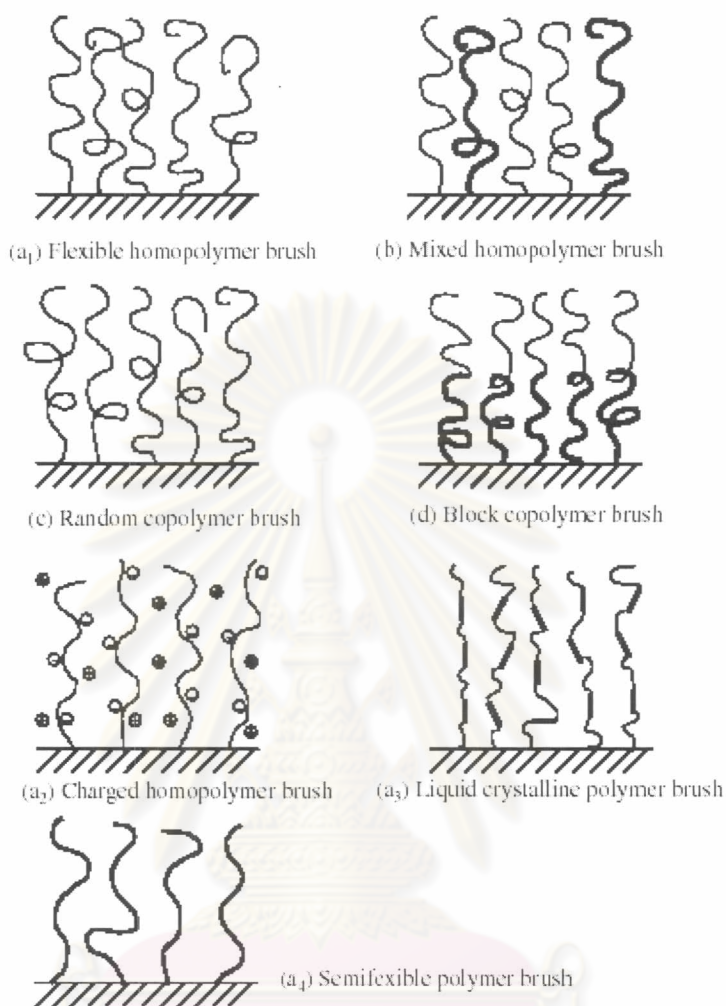 (a₁) Flexible homopolymer brush
(b) Mixed homopolymer brush
(c) Random copolymer brush
(d) Block copolymer brush
(a₂) Charged homopolymer brush
(a₃) Liquid crystalline polymer brush
(a₄) Semifexible polymer brush